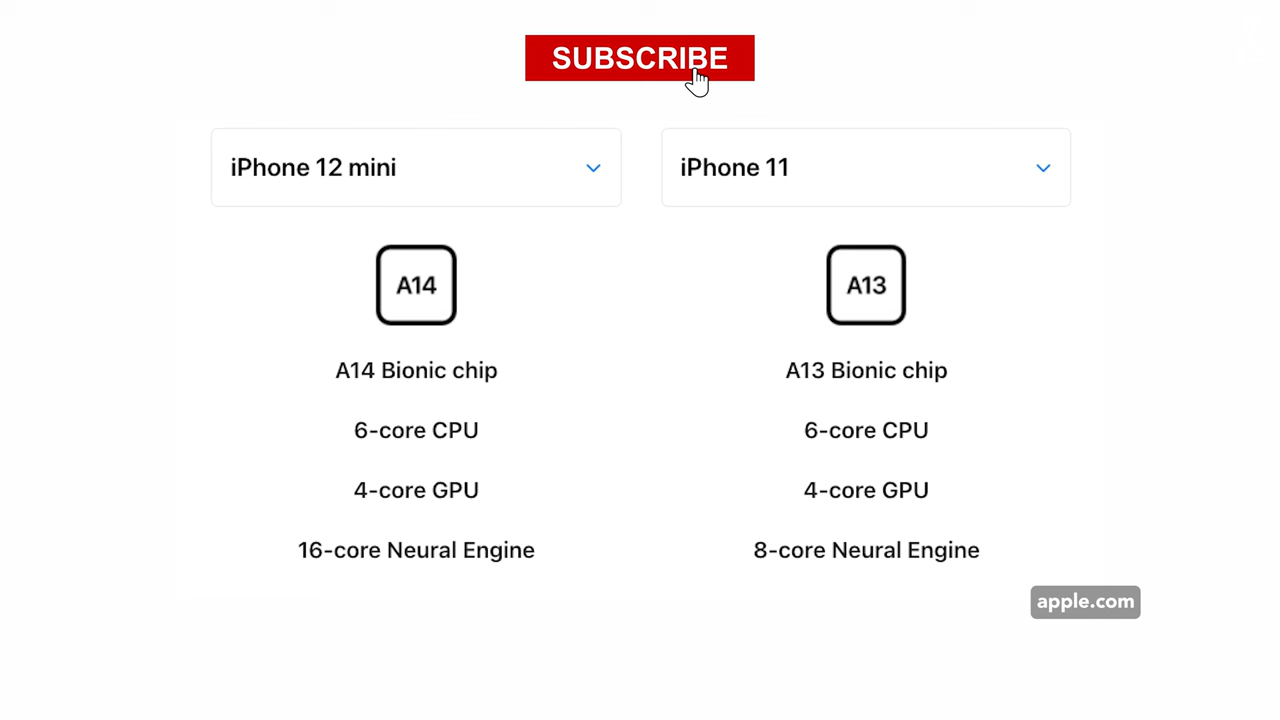 SUBSCRIBE
iPhone 12 mini
iPhone 11
A14
A13
A14 Bionic chip
A13 Bionic chip
6-core CPU
6-core CPU
4-core GPU
4-core GPU
16-core Neural Engine
8-core Neural Engine
apple.com